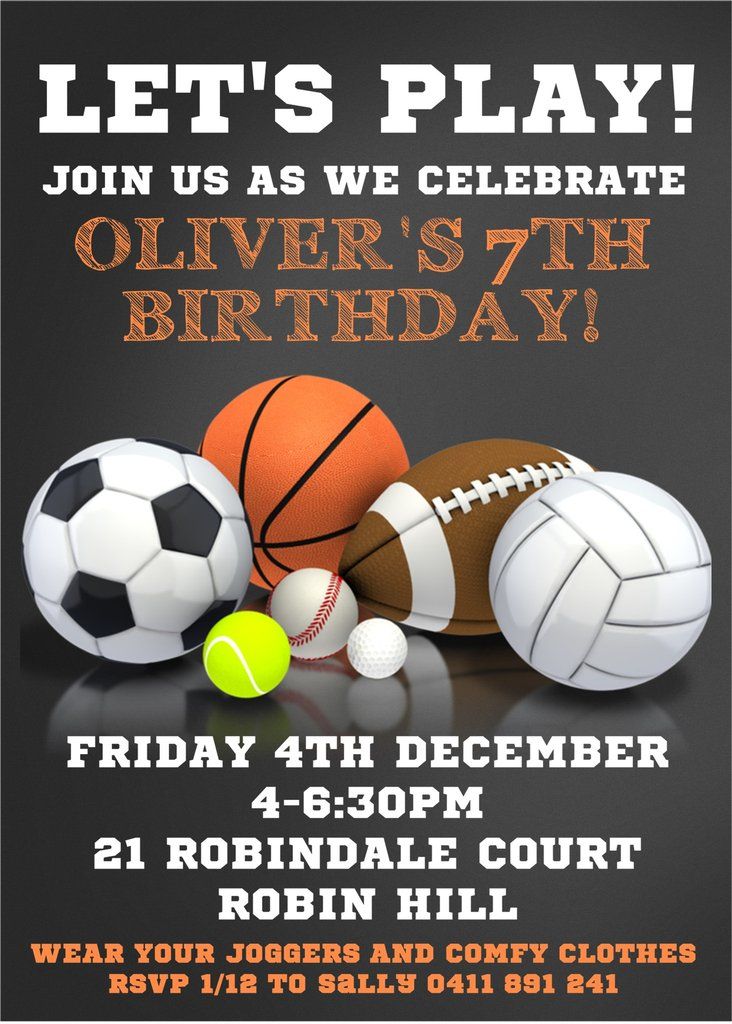 LET'S PLAY!
JOIN US AS WE CELEBRATE
OLIVER'S 7TH
BIRTHDAY!
FRIDAY 4TH DECEMBER
4-6:30PM
21 ROBINDALE COURT
ROBIN HILL
WEAR YOUR JOGGERS AND COMFY CLOTHES
RSVP 1/12 TO SALLY 0411 891 241